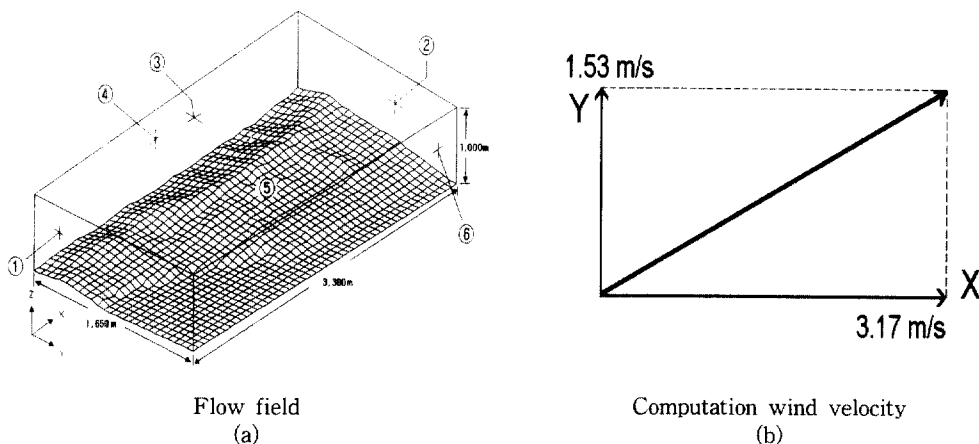 ②
③
④
1,000m
⑤
①
⑥
3,380m
1,650m
Z
X
Flow field
(a)
1.53 m/s
Y
X
3.17 m/s
Computation wind velocity
(b)